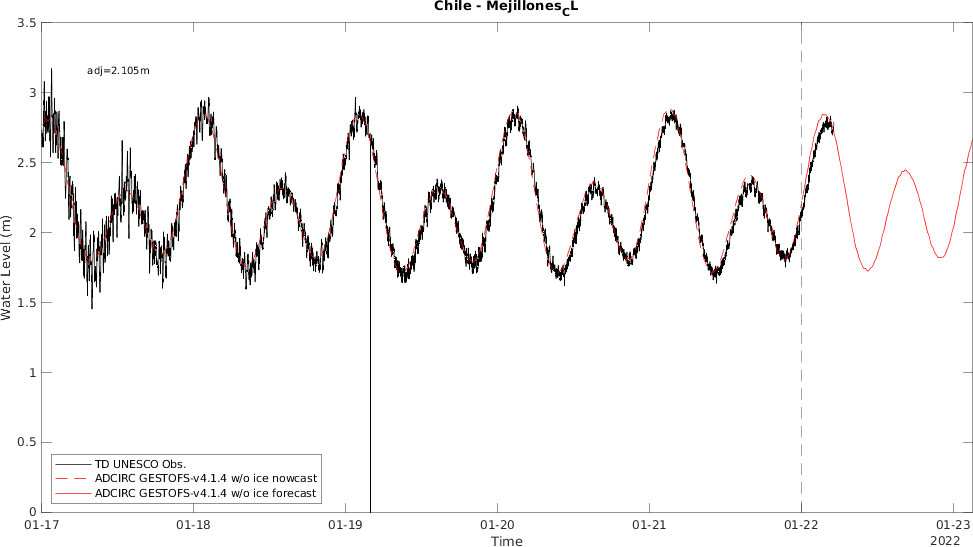 Chile - Mejillones_CL
adj=2.105m
3.5
3
2.5
2
1.5
1
0.5
0
Water Level (m)
TD UNESCO Obs.
ADCIRC GESTOFS-v4.1.4 w/o ice nowcast
ADCIRC GESTOFS-v4.1.4 w/o ice forecast
01-17 01-18 01-19 01-20 01-21 01-22 01-23
Time
2022